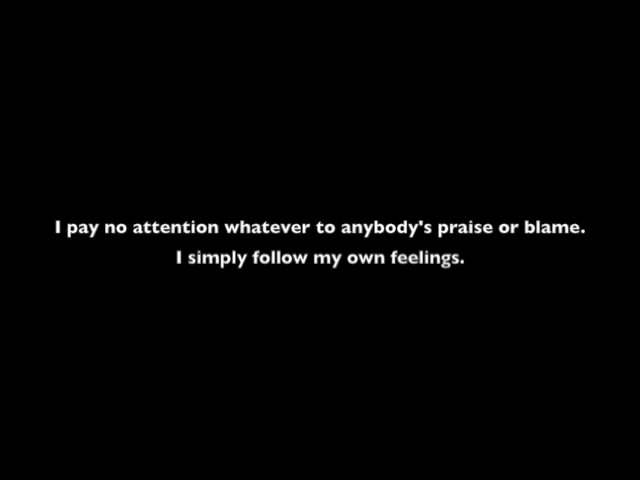 I pay no attention whatever to anybody's praise or blame.
I simply follow my own feelings.